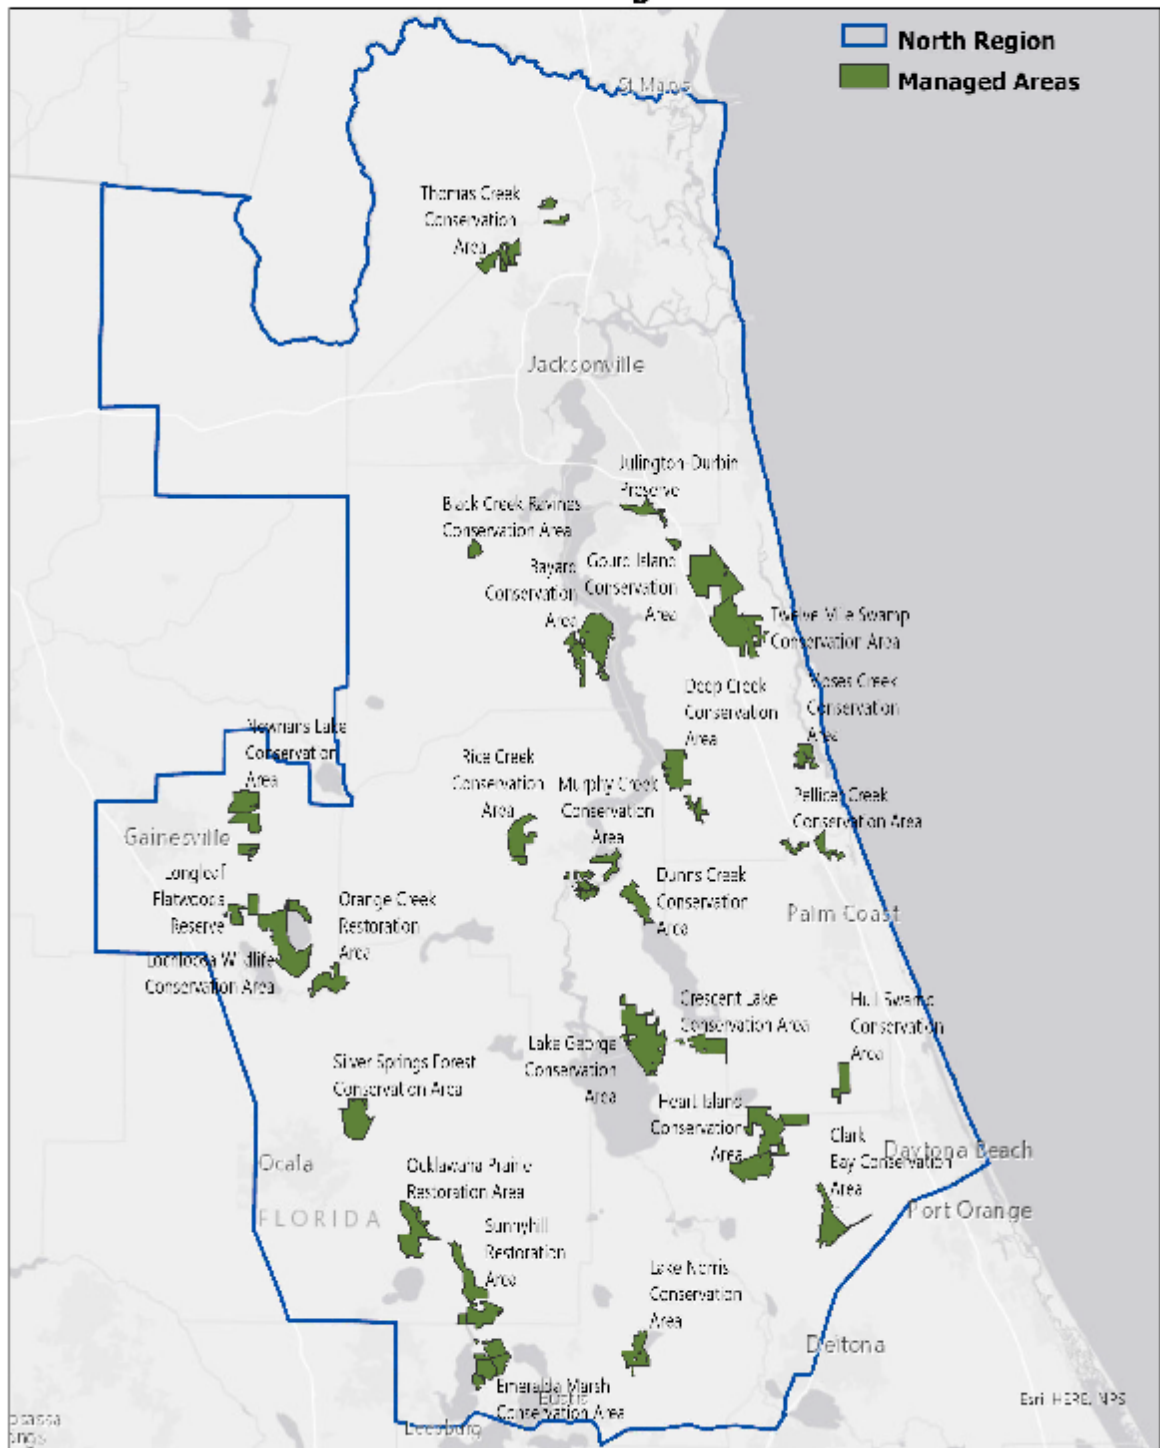 North Region
Managed Areas
St Marys
Thomas Creek
Conservation
Area
Jacksonville
Julington-Durbin
Preserve
Black Creek Ravines
Conservation Area
Bayard
Conservation
Area
Gourd Island
Conservation
Area
Twelve Mile Swamp
Conservation Area
Moses Creek
Conservation
Area
Deep Creek
Conservation
Area
Newnans Lake
Conservation
Area
Rice Creek
Conservation
Area
Murphy Creek
Conservation
Area
Pellicer Creek
Conservation Area
Gainesville
Longleaf
Flatwoods
Reserve
Orange Creek
Restoration
Area
Dunns Creek
Conservation
Area
Palm Coast
Lochloosa Wildlife
Conservation Area
Crescent Lake
Conservation Area
Hull Swamp
Conservation
Area
Lake George
Conservation
Area
Silver Springs Forest
Conservation Area
Heart Island
Conservation
Area
Clark
Bay Conservation
Area
Daytona Beach
Ocala
Ocklawaha Prairie
Restoration Area
Port Orange
FLORIDA
Sunnyhill
Restoration
Area
Lake Norris
Conservation
Area
Deltona
Emeralda Marsh
Conservation Area
Eustis
Leesburg
Esri, HERE, NPS